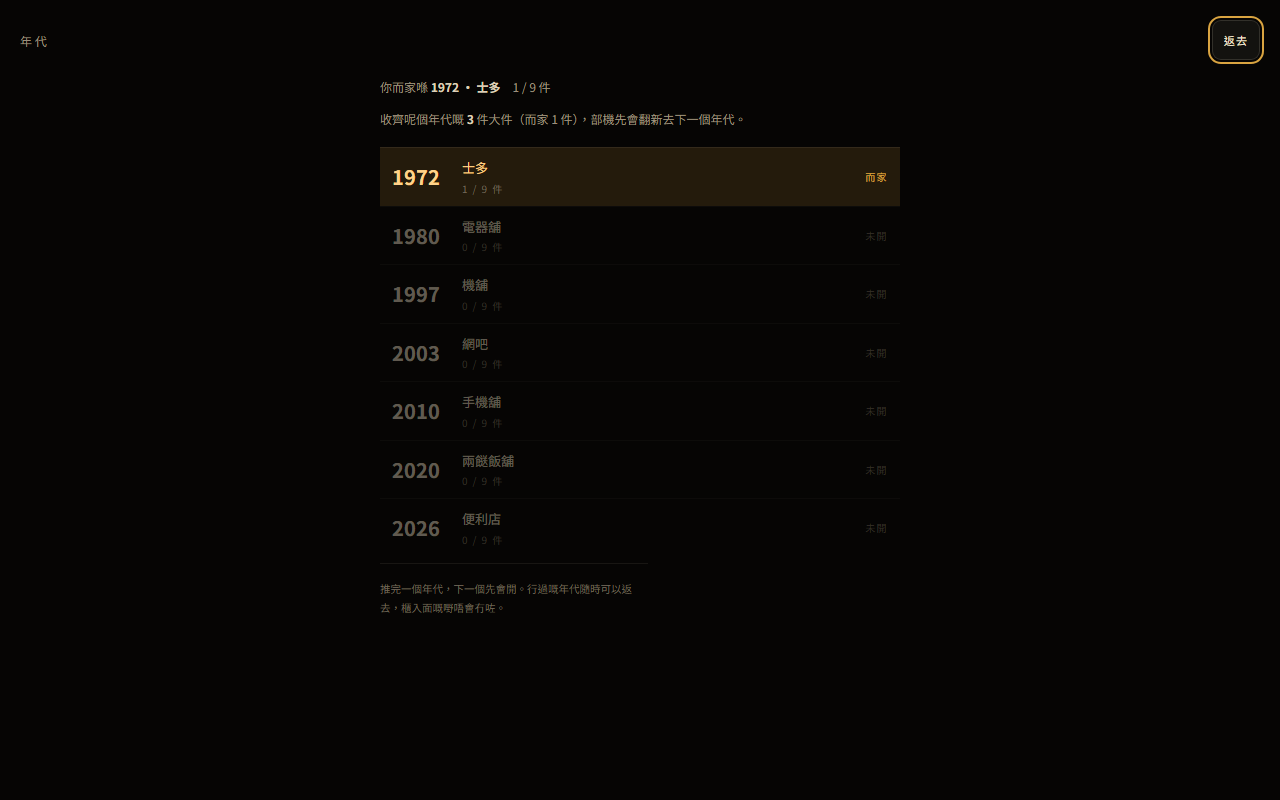 年代
返去
你而家喺 1972 · 士多 1 / 9 件
收齊呢個年代嘅 3 件大件（而家 1 件），部機先會翻新去下一個年代。
1972
士多
1 / 9 件
而家
1980
電器舖
0 / 9 件
未開
1997
機舖
0 / 9 件
未開
2003
網吧
0 / 9 件
未開
2010
手機舖
0 / 9 件
未開
2020
兩餸飯舖
0 / 9 件
未開
2026
便利店
0 / 9 件
未開
推完一個年代，下一個先會開。行過嘅年代隨時可以返
去，櫃入面嘅嘢唔會冇咗。